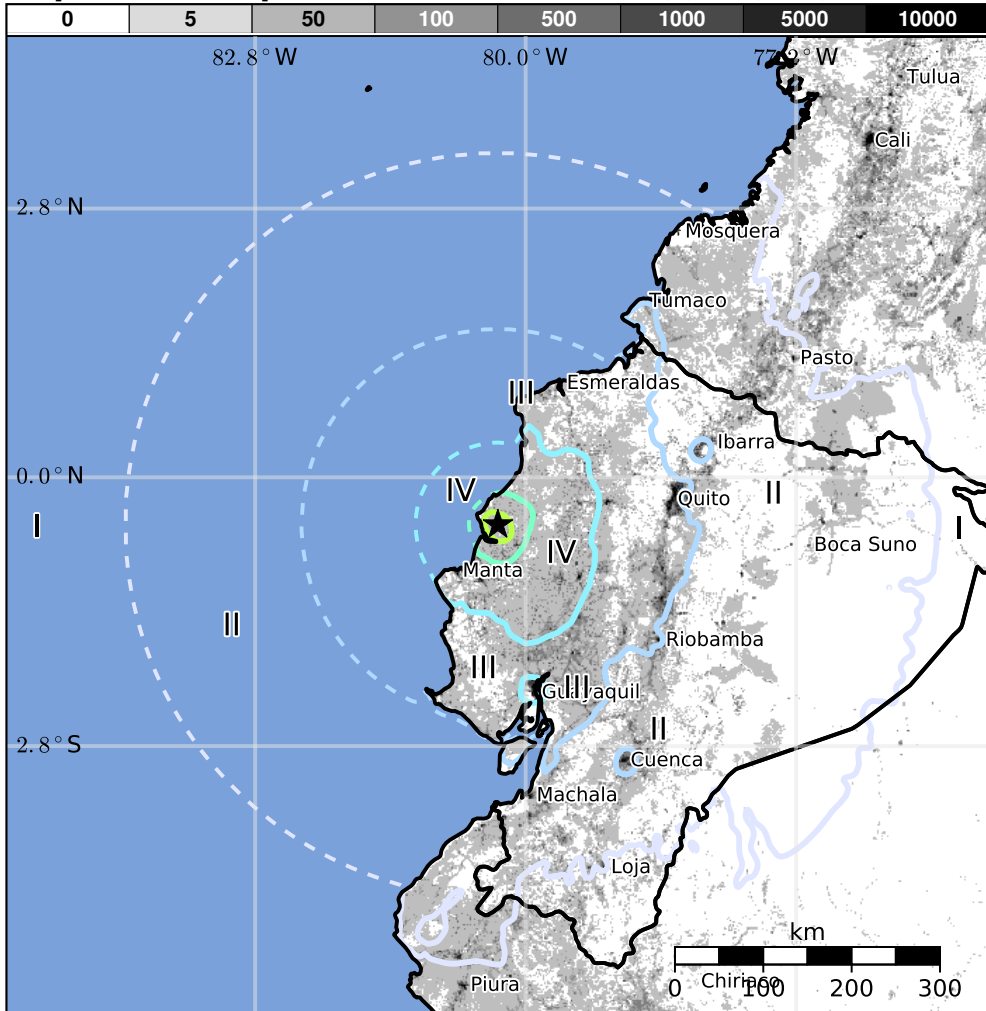 0 5 50 100 500 1000 5000 10000
82.8°W 80.0°W
Tulua
Cali
2.8°N
Mosquera
Tumaco
Pasto
III
Esmeraldas
Ibarra
0.0°N
IV
Quito
II
I
I
IV
Boca Suno
Manta
II
Riobamba
III
III
Guayaquil
II
2.8°S
Cuenca
Machala
Loja
km
Piura
Chiriaco
0 100 200 300